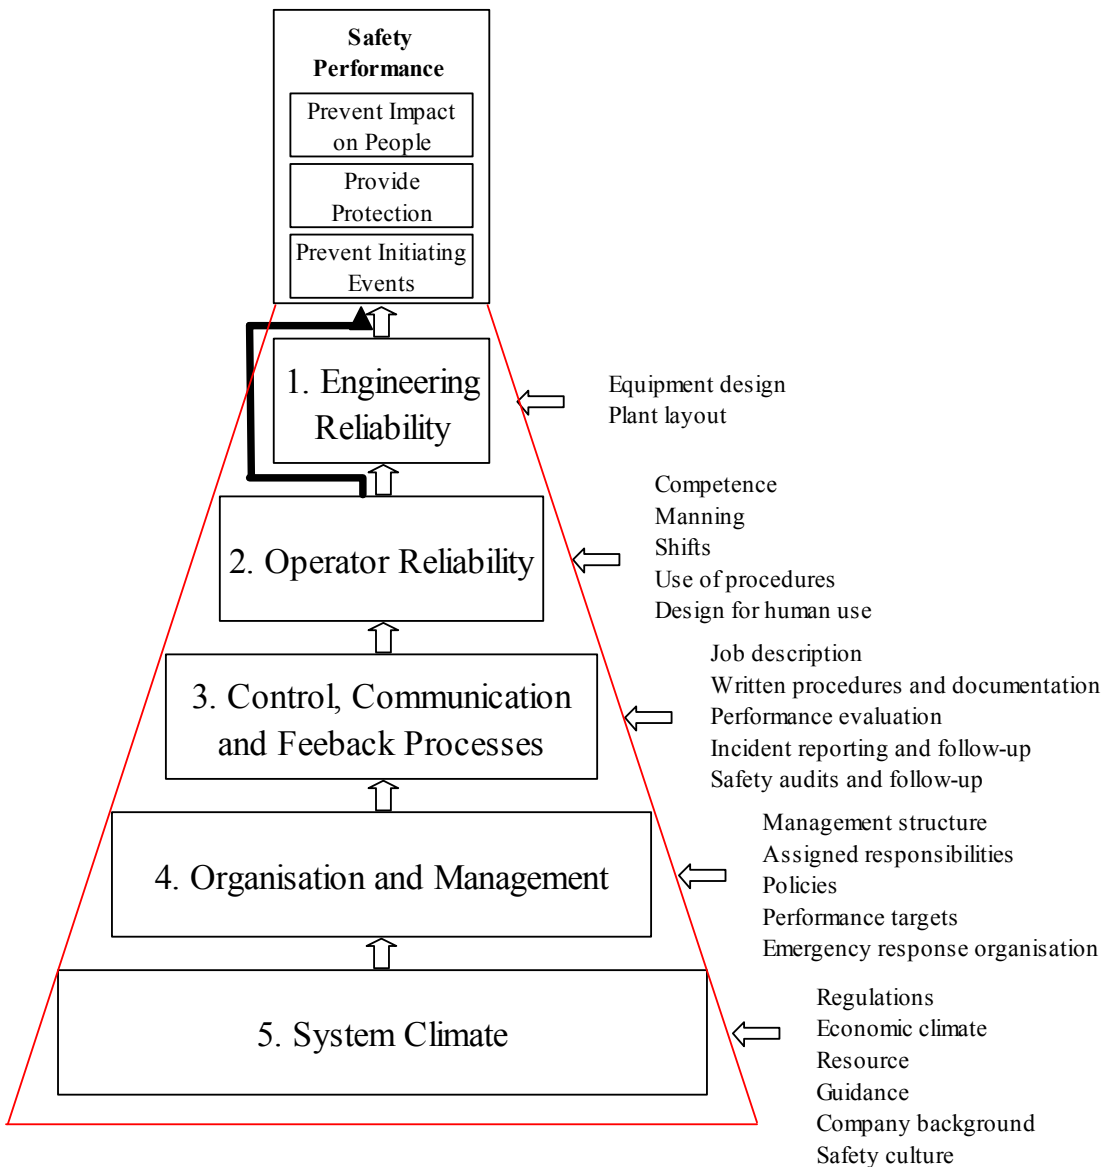 Safety
Performance
Prevent Impact
on People
Provide
Protection
Prevent Initiating
Events
1. Engineering
Reliability
Equipment design
Plant layout
2. Operator Reliability
Competence
Manning
Shifts
Use of procedures
Design for human use
3. Control, Communication
and Feeback Processes
Job description
Written procedures and documentation
Performance evaluation
Incident reporting and follow-up
Safety audits and follow-up
4. Organisation and Management
Management structure
Assigned responsibilities
Policies
Performance targets
Emergency response organisation
5. System Climate
Regulations
Economic climate
Resource
Guidance
Company background
Safety culture